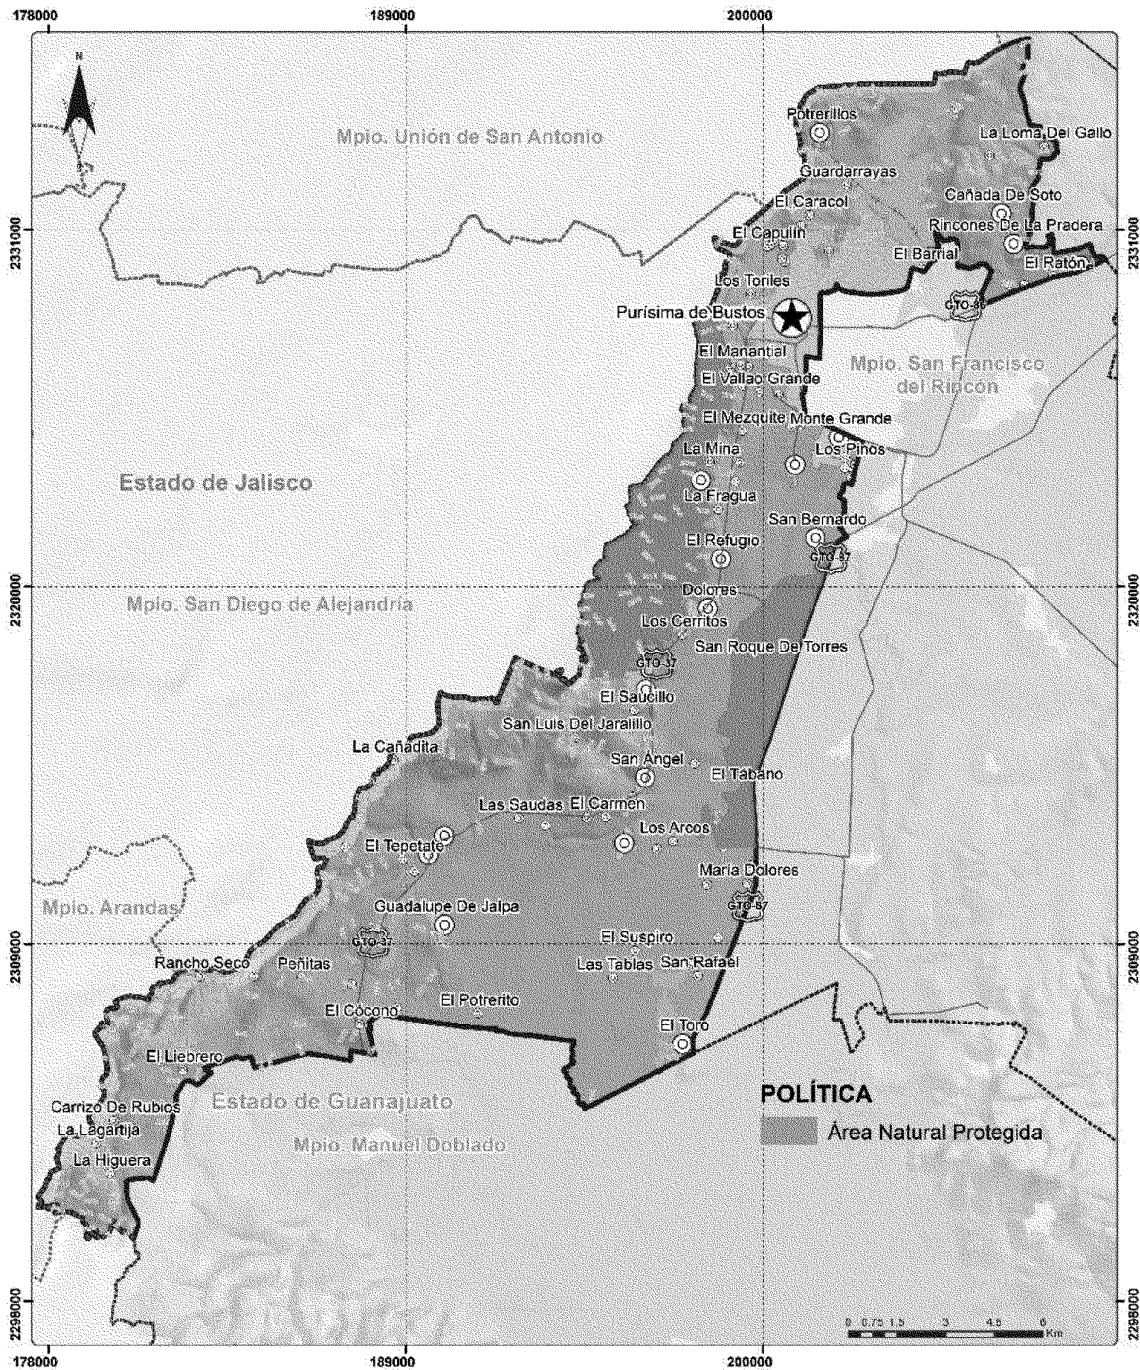 178000
189000
200000
N
Potrerillos
Mpio. Unión de San Antonio
La Loma Del Gallo
Guardarrayas
Cañada De Soto
El Caracol
Rincones De La Pradera
2331000
El Capulín
2331000
El Barrial
El Ratón
Los Toriles
GTO-86
Purísima de Bustos
El Manantial
Mpio. San Francisco
del Rincón
El Vallao Grande
El Mezquite
Monte Grande
La Mina
Los Pinos
Estado de Jalisco
La Fragua
San Bernardo
El Refugio
GTO-87
2320000
2320000
Dolores
Mpio. San Diego de Alejandría
Los Cerritos
San Roque De Torres
GTO-37
El Saucillo
San Luis Del Jaralillo
La Cañadita
San Ángel
El Tábano
Las Saudas
El Carmen
Los Arcos
El Tepetate
María Dolores
Mpio. Arandas
Guadalupe De Jalpa
GTO-87
El Suspiro
GTO-37
2309000
2309000
Rancho Seco
Peñitas
Las Tablas
San Rafael
El Potrerito
El Cócono
El Toro
El Liebrero
POLÍTICA
Estado de Guanajuato
Carrizo De Rubios
Área Natural Protegida
La Lagartija
Mpio. Manuel Doblado
La Higuera
2298000
2298000
0 0.75 1.5 3 4.5 6
Km
178000
189000
200000